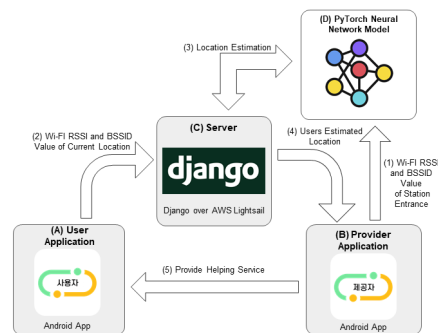 (D) PyTorch Neural
Network Model
(3) Location Estimation
(2) Wi-FI RSSI and BSSID
Value of Current Location
(C) Server
django
Django over AWS Lightsail
(4) Users Estimated
Location
(1) Wi-FI RSSI
and BSSID
Value
of Station
Entrance
(A) User
Application
사용자
Android App
(5) Provide Helping Service
(B) Provider
Application
제공자
Android App